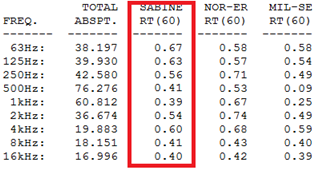 TOTAL SABINE NOR-ER MIL-SE
FREQ. ABSPT. RT(60) RT(60) RT(60)
63Hz: 38.197 0.67 0.58 0.58
125Hz: 39.930 0.63 0.57 0.54
250Hz: 42.580 0.56 0.71 0.49
500Hz: 76.276 0.41 0.53 0.09
1kHz: 60.812 0.39 0.67 0.25
2kHz: 36.674 0.54 0.74 0.49
4kHz: 19.883 0.60 0.68 0.59
8kHz: 18.151 0.41 0.43 0.40
16kHz: 16.996 0.40 0.42 0.39